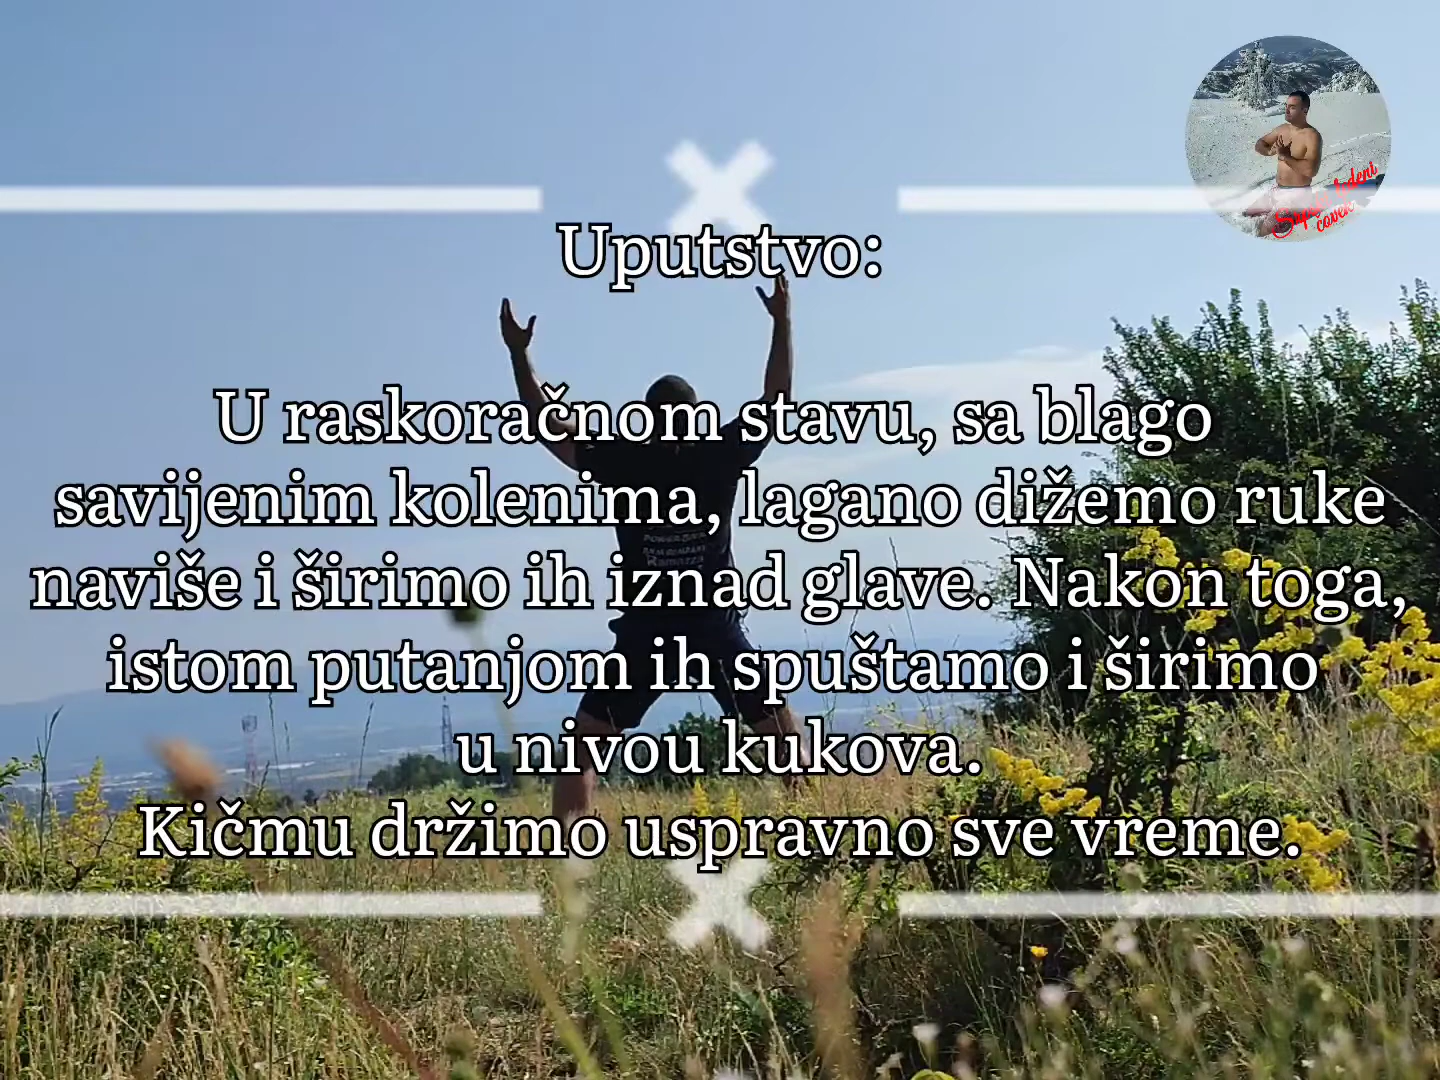 Uputstvo:
U raskoračnom stavu, sa blago
savijenim kolenima, lagano dižemo ruke
naviše i širimo ih iznad glave. Nakon toga,
istom putanjom ih spuštamo i širimo
u nivou kukova.
Kičmu držimo uspravno sve vreme.